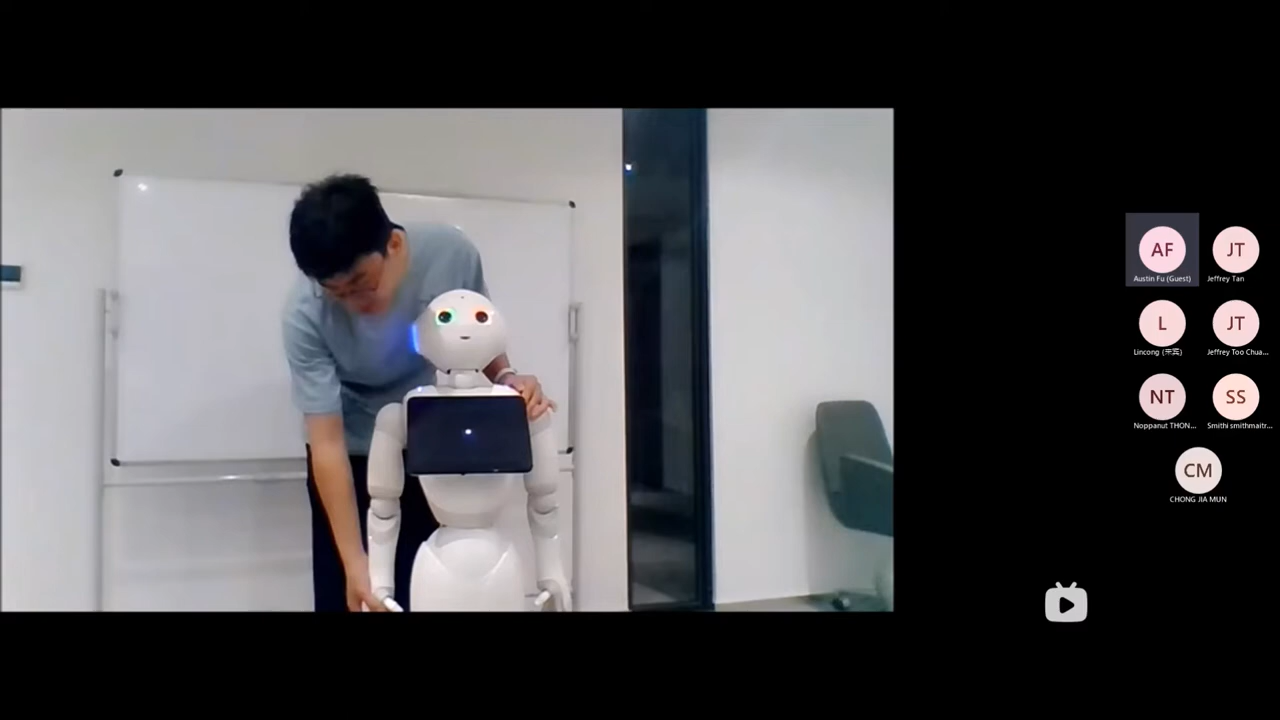 AF
JT
Austin Fu (Guest)
Jeffrey Tan
L
JT
Lincong
Jeffrey Too Chua...
NT
SS
Noppanut THON...
Smithi smithmaitr...
CM
CHONG JIA MUN